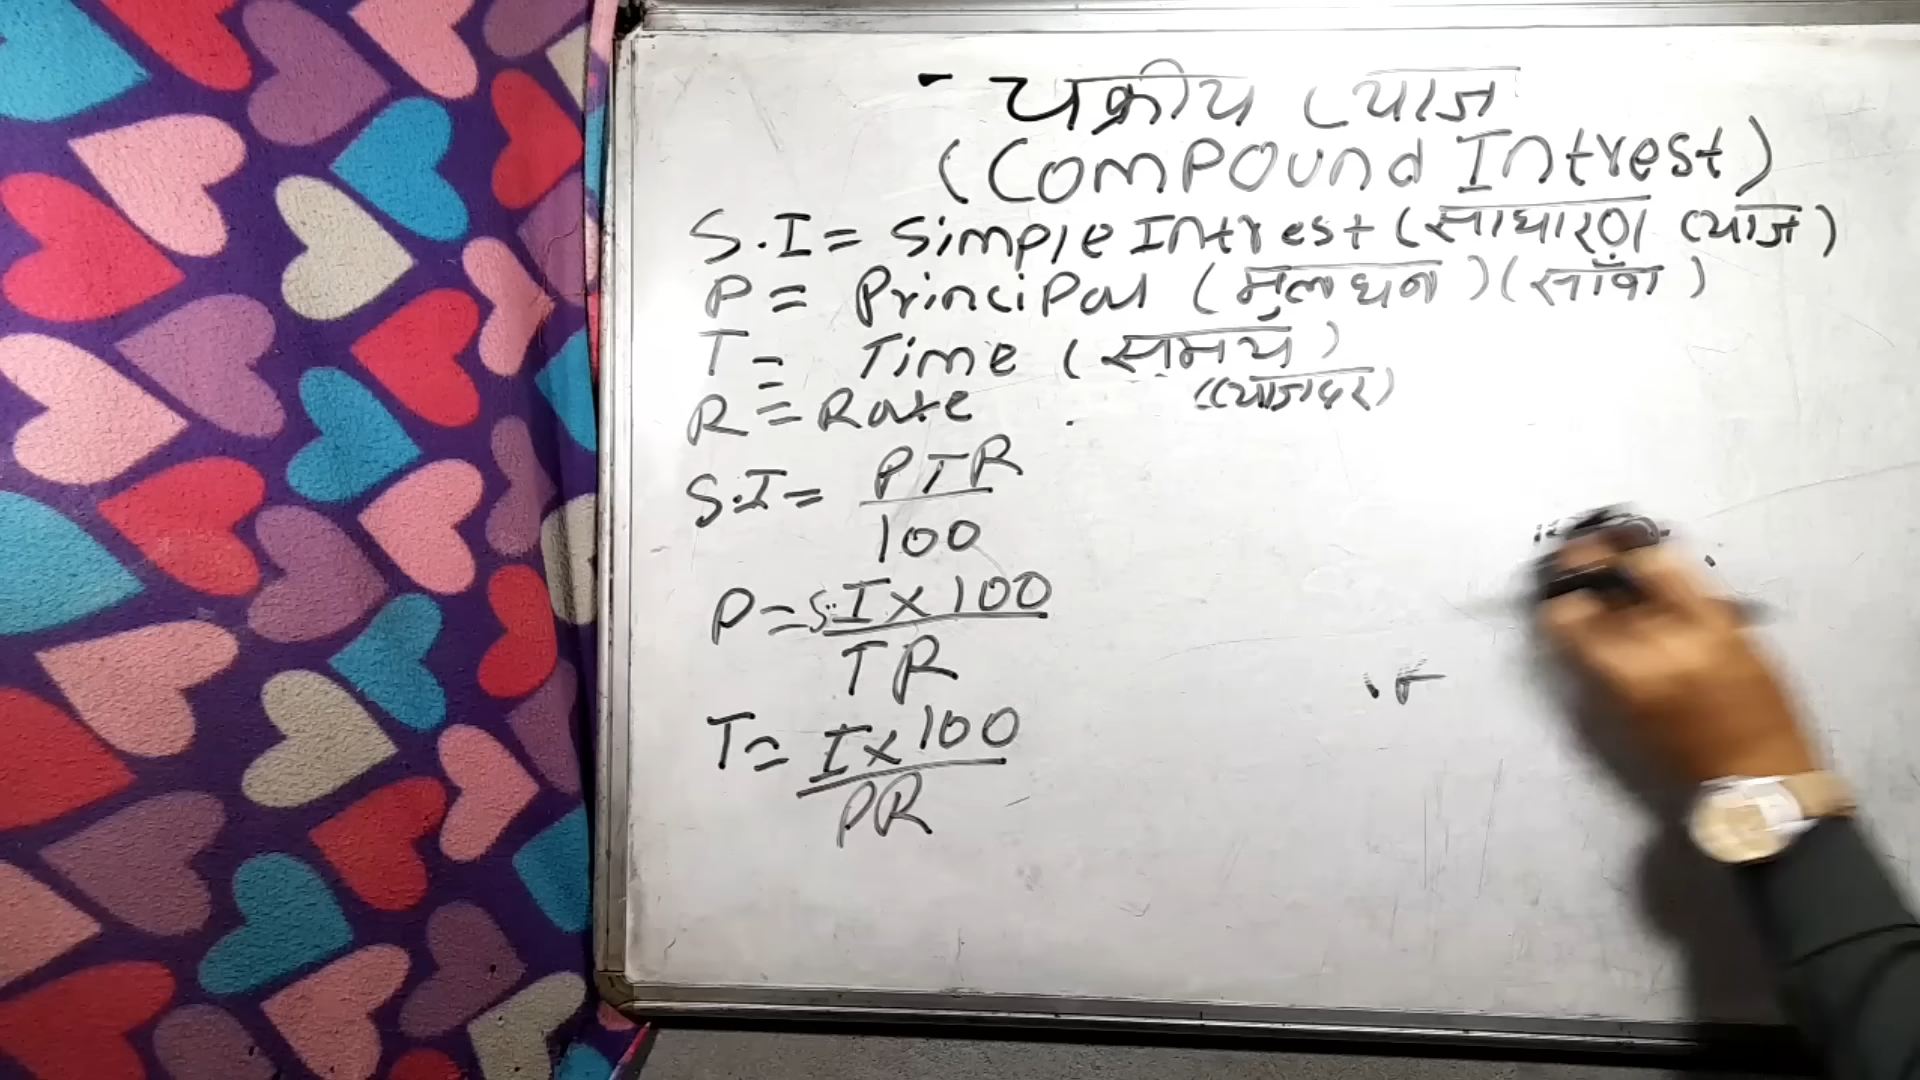 - चक्रीय ब्याज
(Compound Intrest)
S.I = Simple Intrest (साधारण ब्याज)
P = Principal (मुलधन) (साँवा)
T = Time (समय)
R = Rate (ब्याजदर)
S.I = PTR
100
P = S.I x 100
TR
T = I x 100
PR